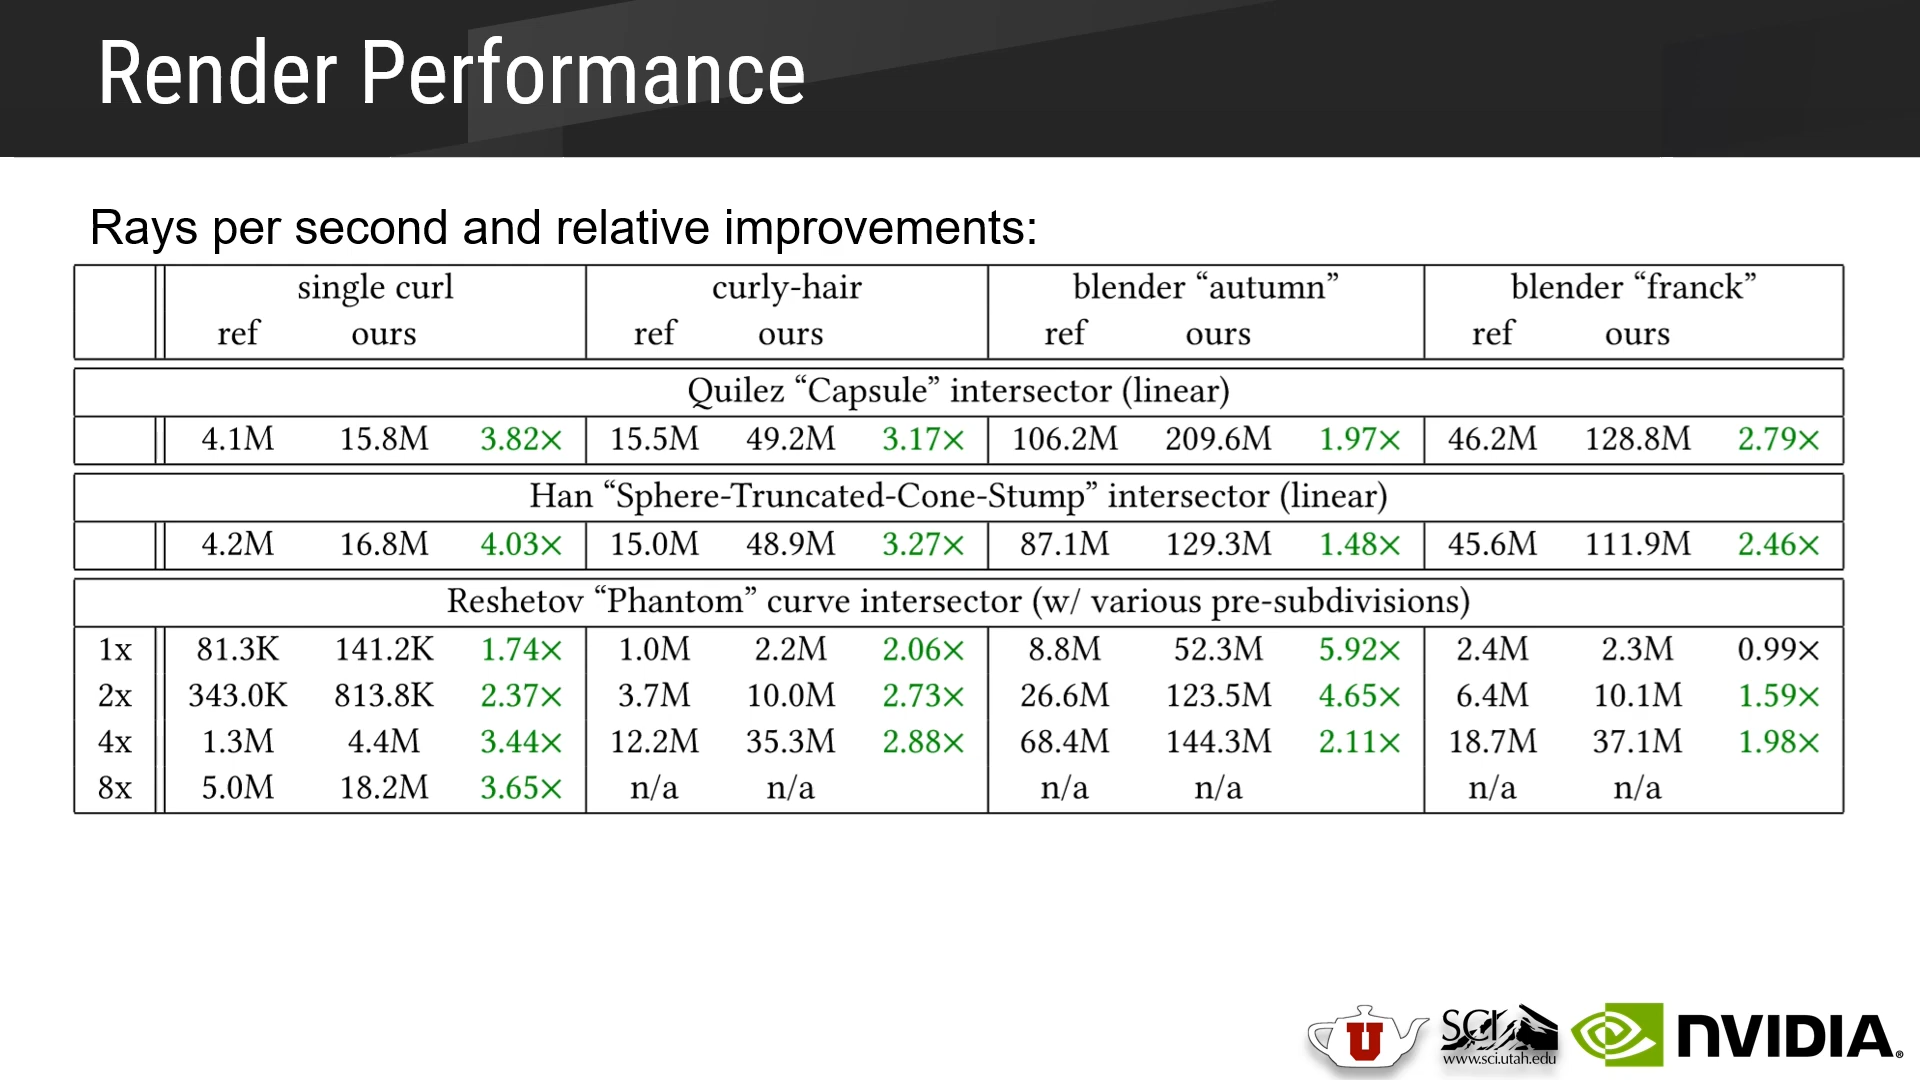 Render Performance
Rays per second and relative improvements:
single curl curly-hair blender “autumn” blender “franck”
ref ours ref ours ref ours ref ours
Quilez “Capsule” intersector (linear)
4.1M 15.8M 3.82× 15.5M 49.2M 3.17× 106.2M 209.6M 1.97× 46.2M 128.8M 2.79×
Han “Sphere-Truncated-Cone-Stump” intersector (linear)
4.2M 16.8M 4.03× 15.0M 48.9M 3.27× 87.1M 129.3M 1.48× 45.6M 111.9M 2.46×
Reshetov “Phantom” curve intersector (w/ various pre-subdivisions)
1x 81.3K 141.2K 1.74× 1.0M 2.2M 2.06× 8.8M 52.3M 5.92× 2.4M 2.3M 0.99×
2x 343.0K 813.8K 2.37× 3.7M 10.0M 2.73× 26.6M 123.5M 4.65× 6.4M 10.1M 1.59×
4x 1.3M 4.4M 3.44× 12.2M 35.3M 2.88× 68.4M 144.3M 2.11× 18.7M 37.1M 1.98×
8x 5.0M 18.2M 3.65× n/a n/a n/a n/a n/a n/a
U
SCI
www.sci.utah.edu
NVIDIA®